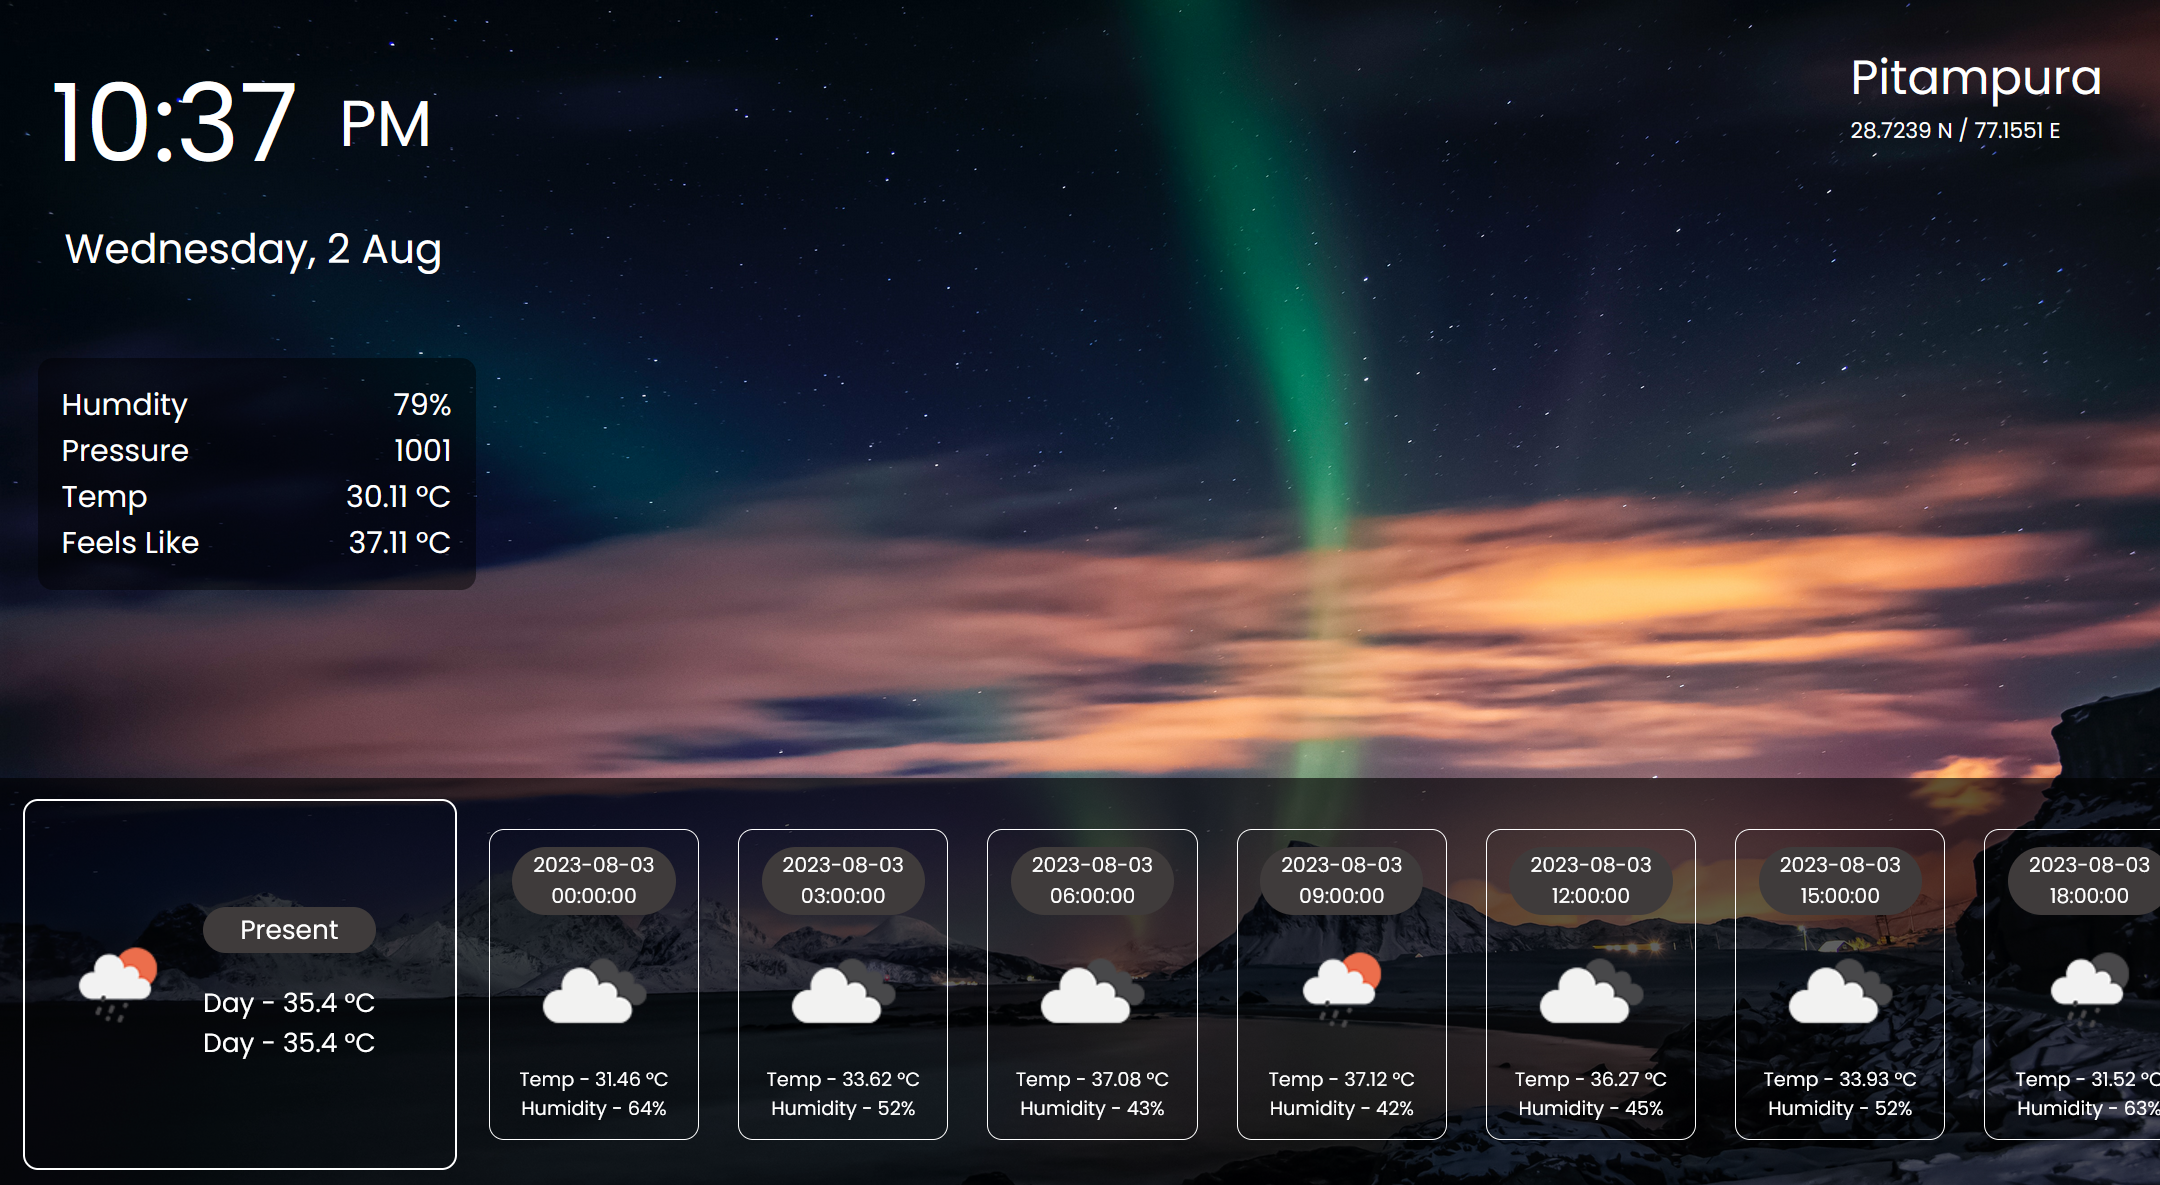 10:37 PM
Wednesday, 2 Aug
Pitampura
28.7239 N / 77.1551 E
Humdity 79%
Pressure 1001
Temp 30.11 °C
Feels Like 37.11 °C
Present
Day - 35.4 °C
Day - 35.4 °C
2023-08-03
00:00:00
Temp - 31.46 °C
Humidity - 64%
2023-08-03
03:00:00
Temp - 33.62 °C
Humidity - 52%
2023-08-03
06:00:00
Temp - 37.08 °C
Humidity - 43%
2023-08-03
09:00:00
Temp - 37.12 °C
Humidity - 42%
2023-08-03
12:00:00
Temp - 36.27 °C
Humidity - 45%
2023-08-03
15:00:00
Temp - 33.93 °C
Humidity - 52%
2023-08-03
18:00:00
Temp - 31.52 °C
Humidity - 63%